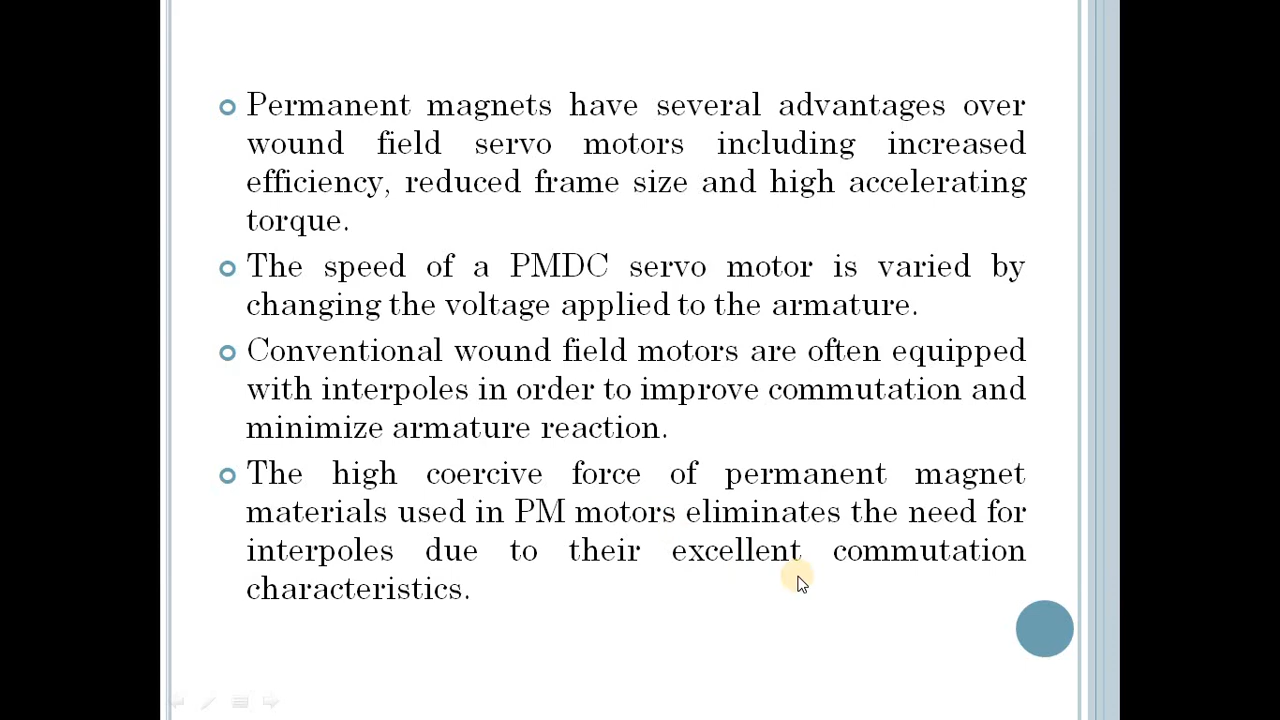 Permanent magnets have several advantages over
wound field servo motors including increased
efficiency, reduced frame size and high accelerating
torque.
The speed of a PMDC servo motor is varied by
changing the voltage applied to the armature.
Conventional wound field motors are often equipped
with interpoles in order to improve commutation and
minimize armature reaction.
The high coercive force of permanent magnet
materials used in PM motors eliminates the need for
interpoles due to their excellent commutation
characteristics.